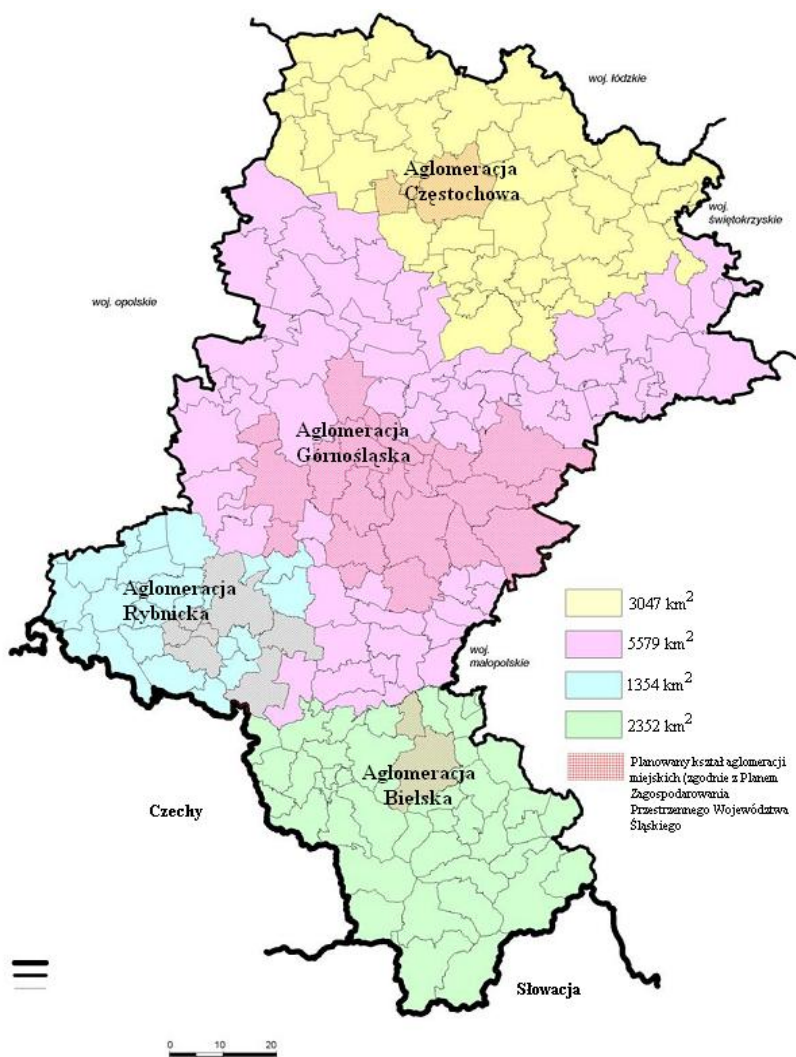 woj. łódzkie
Aglomeracja
Częstochowa
woj.
świętokrzyskie
woj. opolskie
Aglomeracja
Górnośląska
Aglomeracja
Rybnicka
woj.
małopolskie
3047 km²
5579 km²
1354 km²
2352 km²
Planowany kształ aglomeracji
miejskich (zgodnie z Planem
Zagospodarowania
Przestrzennego Województwa
Śląskiego
Aglomeracja
Bielska
Czechy
Słowacja
0 10 20